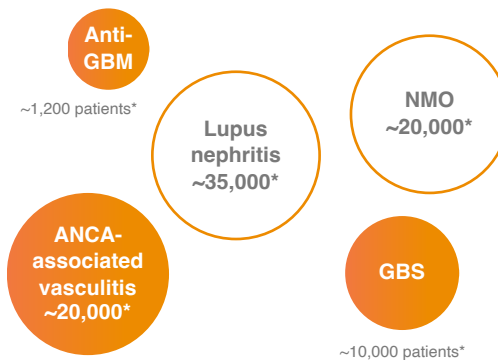 Anti-
GBM
~1,200 patients*
Lupus
nephritis
~35,000*
NMO
~20,000*
ANCA-
associated
vasculitis
~20,000*
GBS
~10,000 patients*